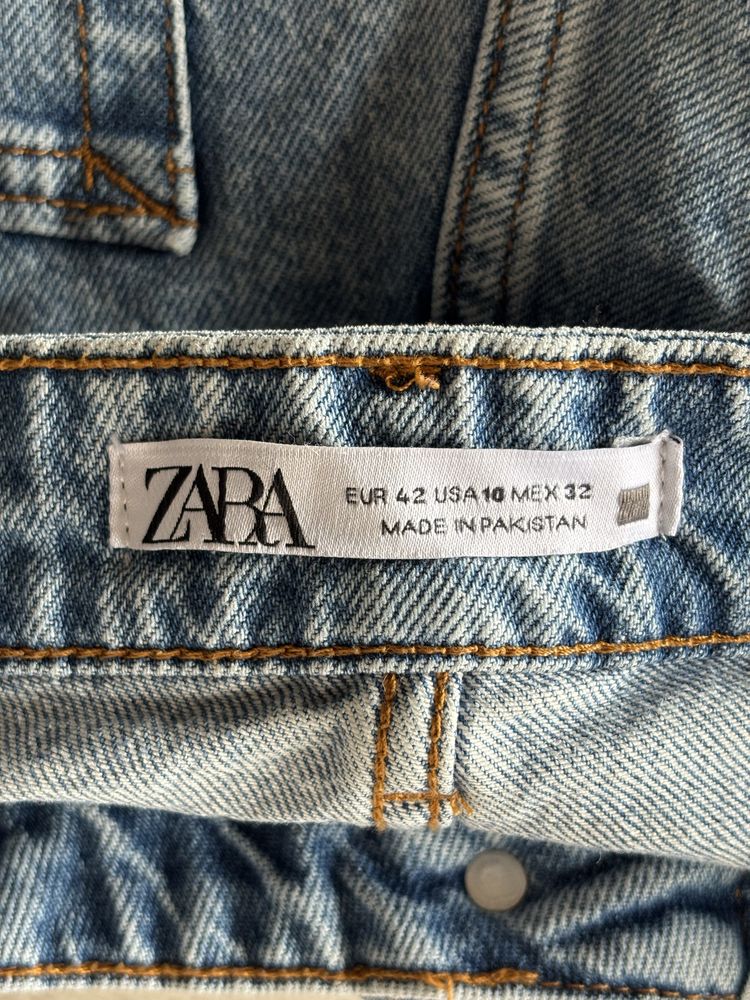 ZARA
EUR 42 USA 10 MEX 32
MADE IN PAKISTAN